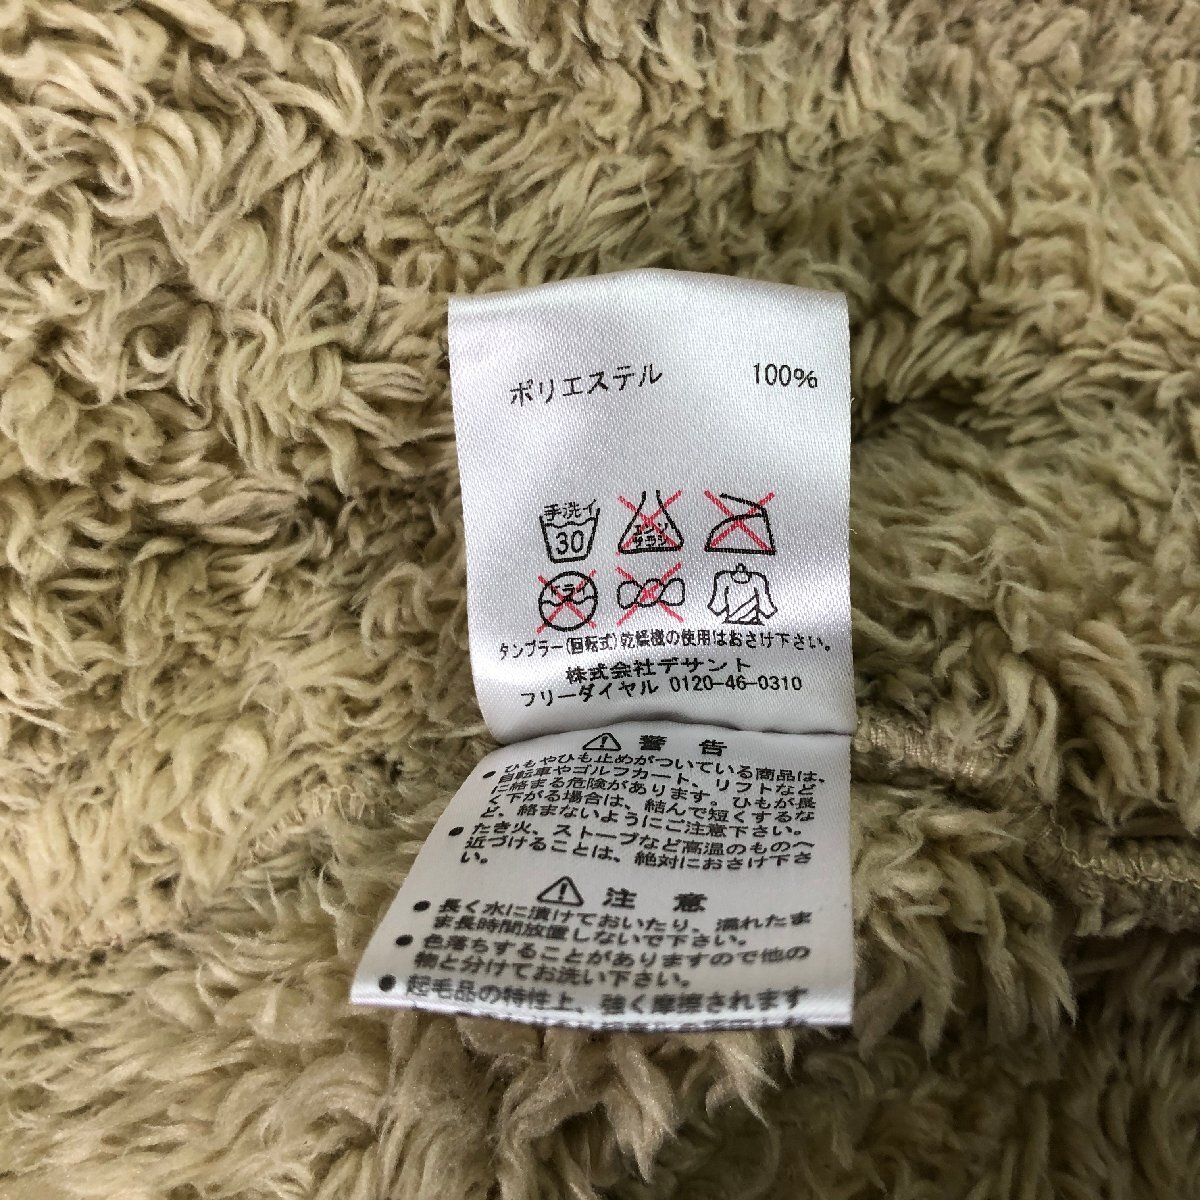 ポリエステル 100%
手洗イ
30
エンソ
サラシ
ドライ
タンブラー(回転式)乾燥機の使用はおさけ下さい。
株式会社デサント
フリーダイヤル 0120-46-0310
⚠ 警告
● ひもやひも止めがついている商品は、
自転車やゴルフカート、リフトなど
に絡まる危険があります。ひもが長
く下がる場合は、結んで短くするな
ど、絡まないようにご注意下さい。
● たき火、ストーブなど高温のものへ
近づけることは、絶対におさけ下さ
い。
⚠ 注意
● 長く水に漬けておいたり、濡れたま
ま長時間放置しないで下さい。
● 色落ちすることがありますので他の
物と分けてお洗い下さい。
● 起毛品の特性上、強く摩擦されます